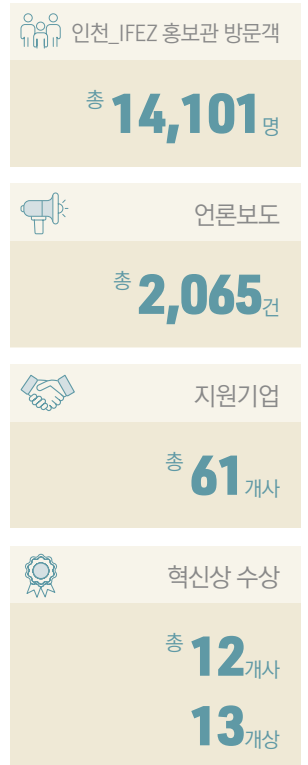 인천_IFEZ 홍보관 방문객
총 14,101명
언론보도
총 2,065건
지원기업
총 61개사
혁신상 수상
총 12개사
13개상